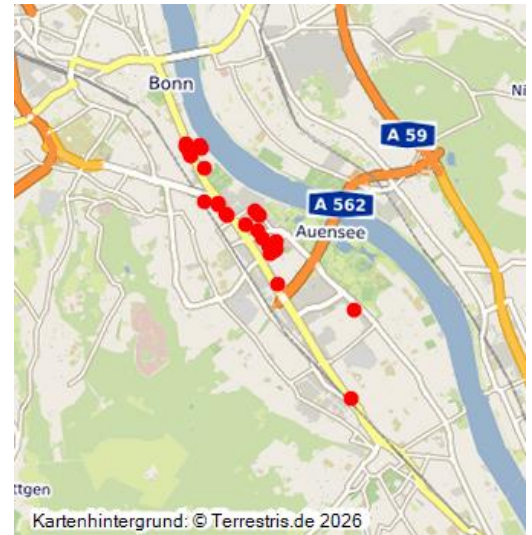 Bonn
Ni
A 59
A 562
Auensee
ttgen
Kartenhintergrund: © Terrestris.de 2026